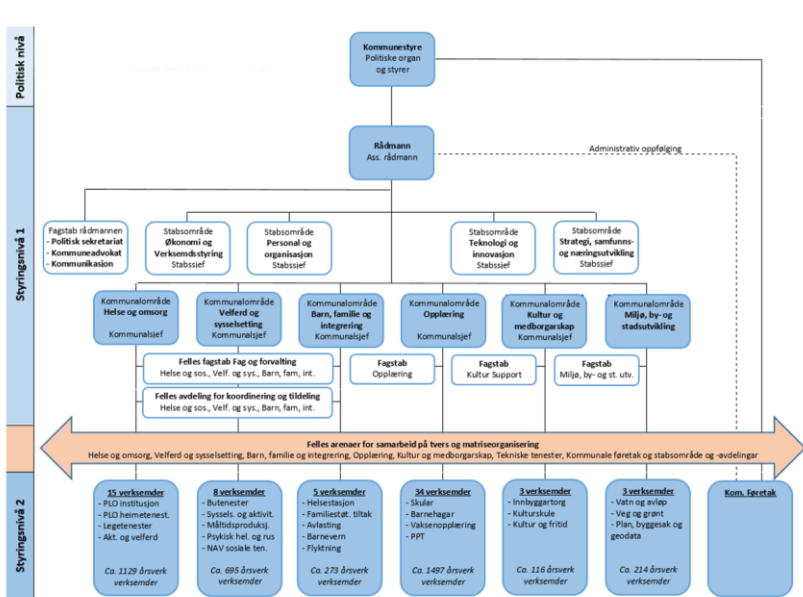 Politisk nivå
Kommunestyre
Politiske organ
og styrer
Styringsnivå 1
Rådmann
Ass. rådmann
Administrativ oppfølging
Fagstab rådmannen
- Politisk sekretariat
- Kommuneadvokat
- Kommunikasjon
Stabsområde
Økonomi og
Verksemdstyring
Stabssjef
Stabsområde
Personal og
organisasjon
Stabssjef
Stabsområde
Teknologi og
innovasjon
Stabssjef
Stabsområde
Strategi, samfunns-
og næringsutvikling
Stabssjef
Kommunalområde
Helse og omsorg
Kommunalsjef
Kommunalområde
Velferd og
sysselsetting
Kommunalsjef
Kommunalområde
Barn, familie og
integrering
Kommunalsjef
Kommunalområde
Opplæring
Kommunalsjef
Kommunalområde
Kultur og
medborgarskap
Kommunalsjef
Kommunalområde
Miljø, by- og
stadsutvikling
Felles fagstab Fag og forvalting
Helse og sos., Velf. og sys., Barn, fam, int.
Fagstab
Opplæring
Fagstab
Kultur Support
Fagstab
Miljø, by- og st. utv.
Felles avdeling for koordinering og tildeling
Helse og sos., Velf. og sys., Barn, fam, int.
Felles arenaer for samarbeid på tvers og matriseorganisering
Helse og omsorg, Velferd og sysselsetting, Barn, familie og integrering, Opplæring, Kultur og medborgarskap, Tekniske tenester, Kommunale føretak og stabsområde og -avdelingar
Styringsnivå 2
15 verksemder
- PLO institusjon
- PLO heimetenest.
- Legetenester
- Akt. og velferd
Ca. 1129 årsverk
verksemder
8 verksemder
- Butenester
- Syssels. og aktivit.
- Måltidsproduksj.
- Psykisk hel. og rus
- NAV sosiale ten.
Ca. 695 årsverk
verksemder
5 verksemder
- Helsestasjon
- Familiestøt. tiltak
- Avlasting
- Barnevern
- Flyktning
Ca. 273 årsverk
verksemder
34 verksemder
- Skular
- Barnehagar
- Vaksenopplæring
- PPT
Ca. 1497 årsverk
verksemder
3 verksemder
- Innbyggartorg
- Kulturskule
- Kultur og fritid
Ca. 116 årsverk
verksemder
3 verksemder
- Vatn og avløp
- Veg og grønt
- Plan, byggesak og
geodata
Ca. 214 årsverk
verksemder
Kom. Føretak